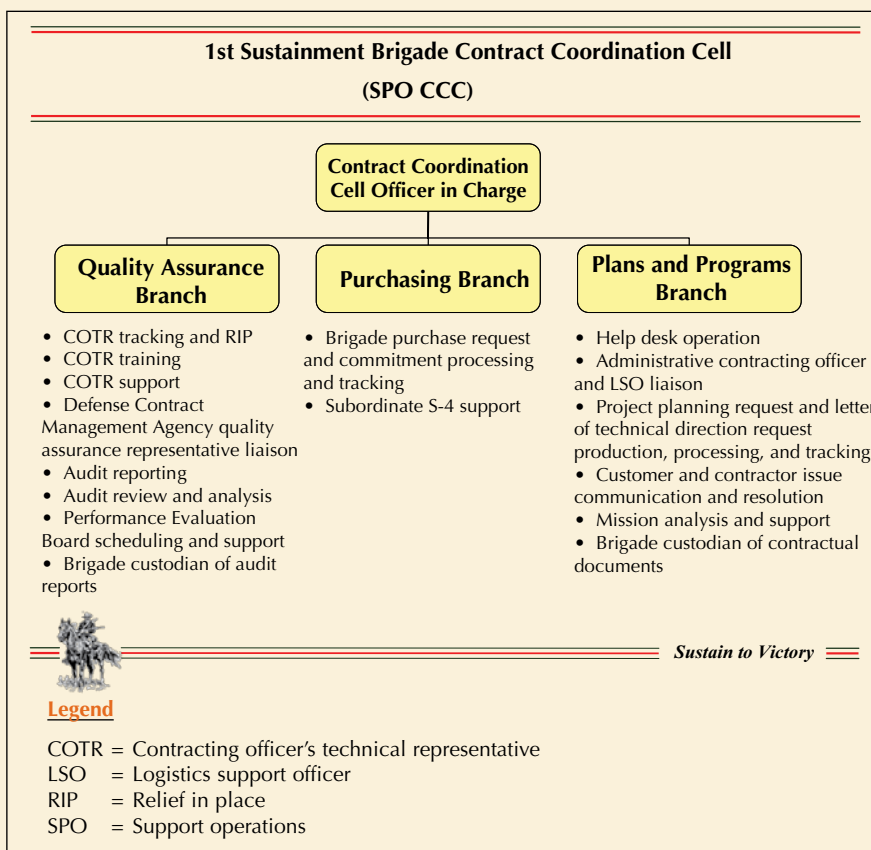 1st Sustainment Brigade Contract Coordination Cell
(SPO CCC)
Contract Coordination
Cell Officer in Charge
Quality Assurance
Branch
• COTR tracking and RIP
• COTR training
• COTR support
• Defense Contract
Management Agency quality
assurance representative liaison
• Audit reporting
• Audit review and analysis
• Performance Evaluation
Board scheduling and support
• Brigade custodian of audit
reports
Purchasing Branch
• Brigade purchase request
and commitment processing
and tracking
• Subordinate S-4 support
Plans and Programs
Branch
• Help desk operation
• Administrative contracting officer
and LSO liaison
• Project planning request and letter
of technical direction request
production, processing, and tracking
• Customer and contractor issue
communication and resolution
• Mission analysis and support
• Brigade custodian of contractual
documents
Sustain to Victory
Legend
COTR = Contracting officer's technical representative
LSO = Logistics support officer
RIP = Relief in place
SPO = Support operations